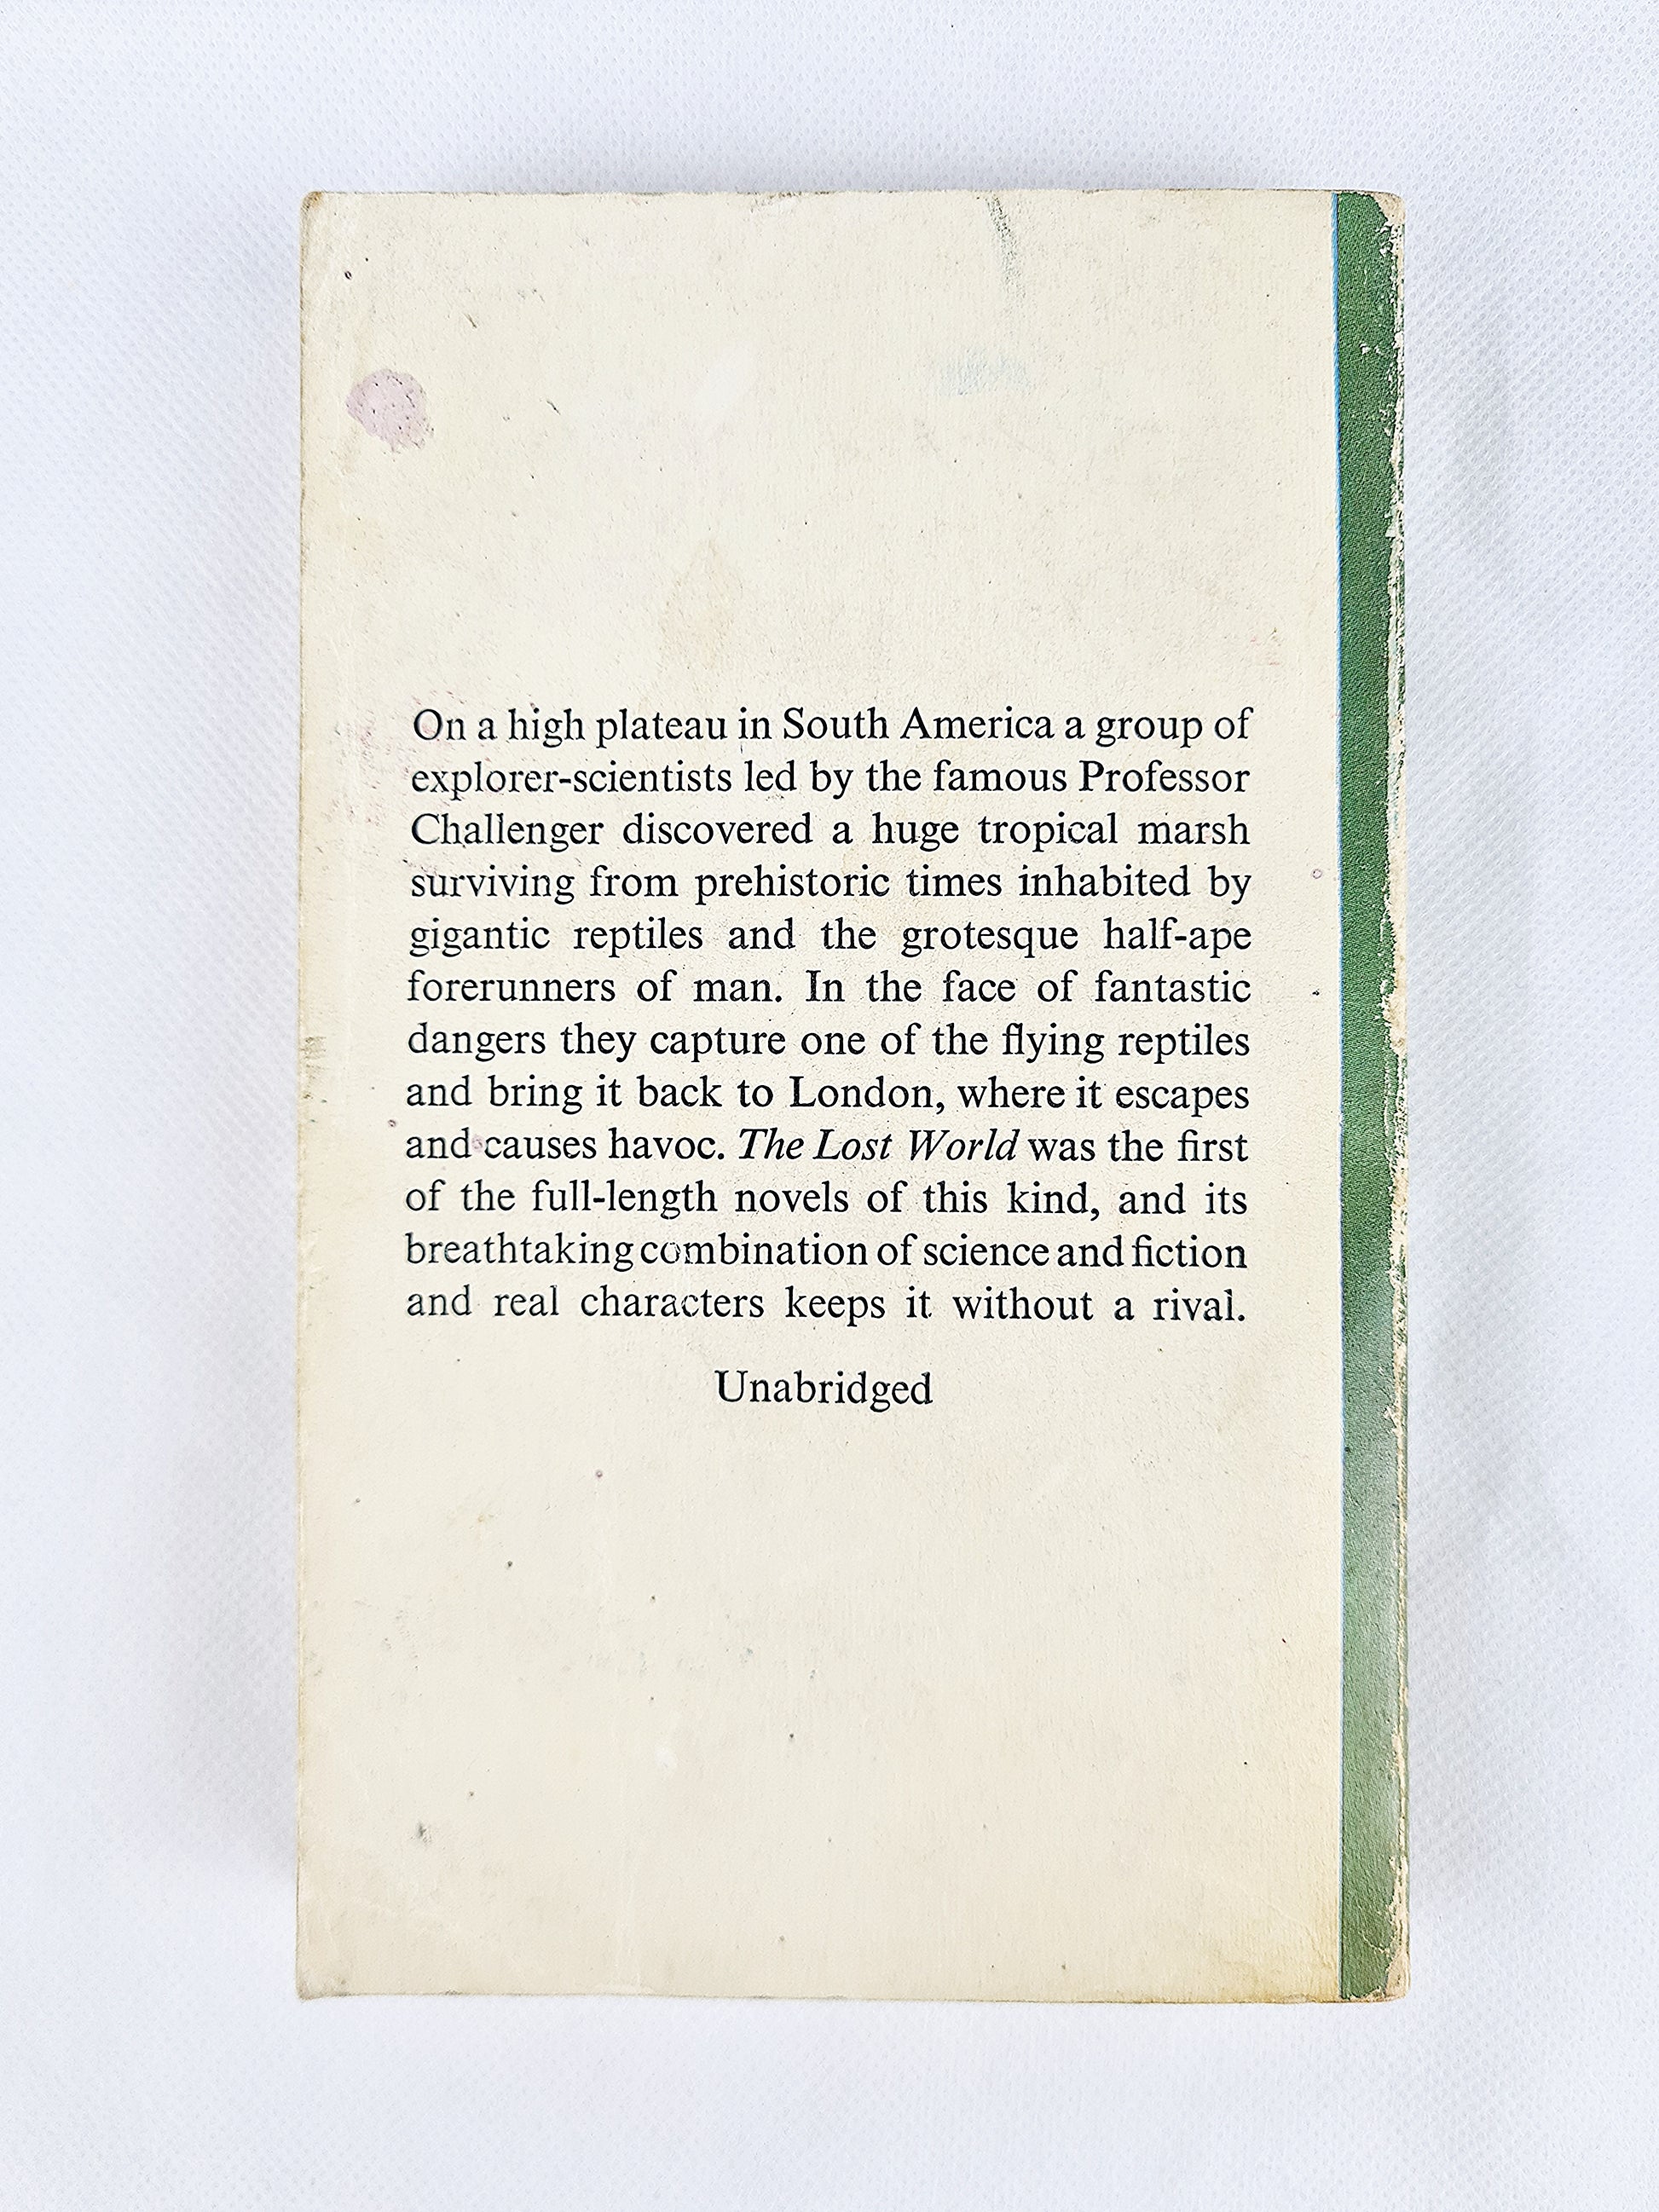 On a high plateau in South America a group of
explorer-scientists led by the famous Professor
Challenger discovered a huge tropical marsh
surviving from prehistoric times inhabited by
gigantic reptiles and the grotesque half-ape
forerunners of man. In the face of fantastic
dangers they capture one of the flying reptiles
and bring it back to London, where it escapes
and causes havoc. The Lost World was the first
of the full-length novels of this kind, and its
breathtaking combination of science and fiction
and real characters keeps it without a rival.
Unabridged